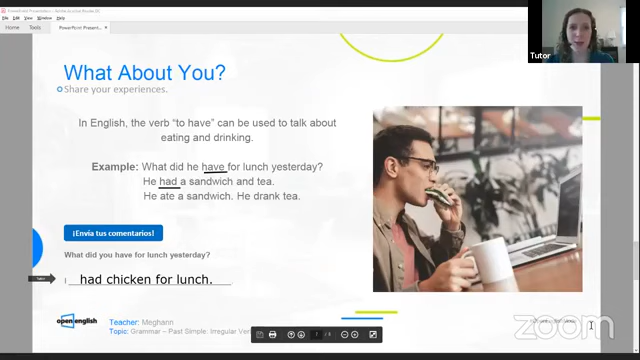 Home Tools PowerPoint Present... ×
Tutor
What About You?
Share your experiences.
In English, the verb “to have” can be used to talk about
eating and drinking.
Example: What did he have for lunch yesterday?
He had a sandwich and tea.
He ate a sandwich. He drank tea.
¡Envía tus comentarios!
What did you have for lunch yesterday?
I had chicken for lunch.
open english
Teacher: Meghann
Topic: Grammar – Past Simple: Irregular Ver
zoom